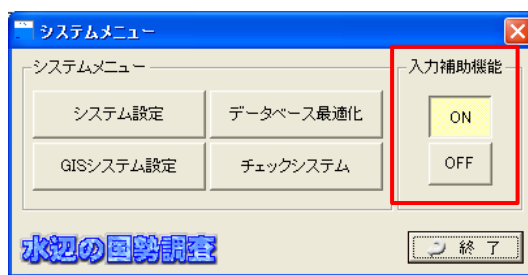 システムメニュー
システムメニュー
入力補助機能
システム設定
データベース最適化
ON
GISシステム設定
チェックシステム
OFF
水辺の国勢調査
終 了